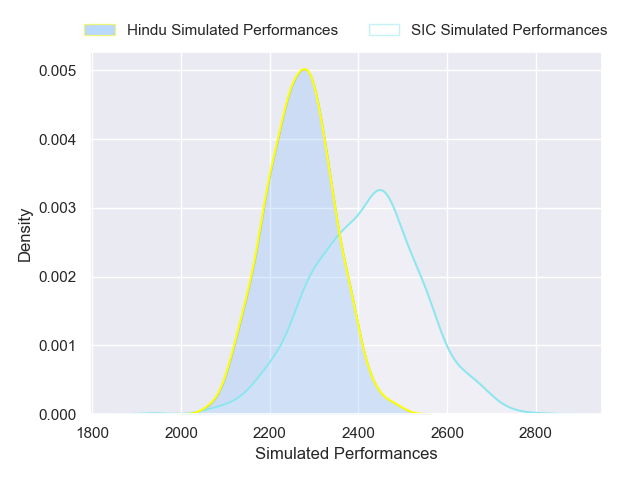 Hindu Simulated Performances SIC Simulated Performances
0.005
0.004
0.003
0.002
0.001
0.000
Density
1800 2000 2200 2400 2600 2800
Simulated Performances